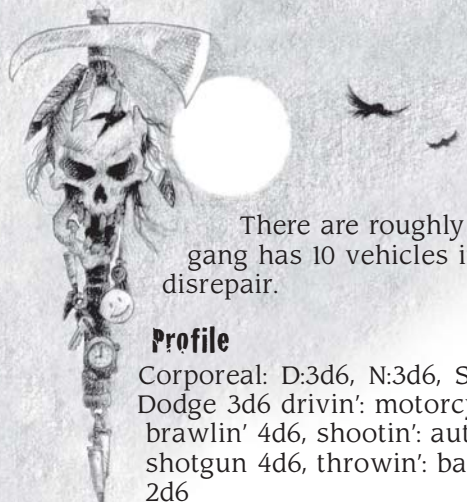 There are roughly
gang has 10 vehicles i
disrepair.
Profile
Corporeal: D:3d6, N:3d6, S
Dodge 3d6 drivin': motorcy
brawlin' 4d6, shootin': aut
shotgun 4d6, throwin': ba
2d6